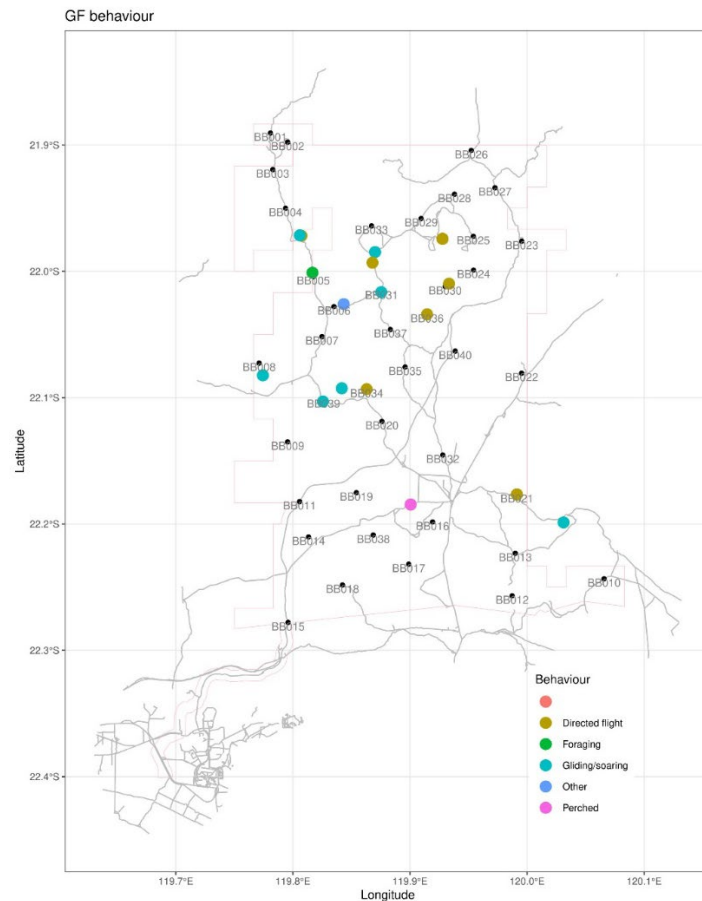 GF behaviour
BB001
BB002
BB026
BB003
BB027
BB028
BB004
BB029
BB033
BB025
BB023
BB024
BB005
BB030
BB031
BB006
BB036
BB037
BB007
BB040
BB008
BB035
BB022
BB034
BB039
BB020
BB009
BB032
BB019
BB021
BB011
BB016
BB014
BB038
BB013
BB017
BB010
BB018
BB012
BB015
21.9°S
22.0°S
22.1°S
22.2°S
22.3°S
22.4°S
Latitude
Behaviour
Directed flight
Foraging
Gliding/soaring
Other
Perched
119.7°E 119.8°E 119.9°E 120.0°E 120.1°E
Longitude